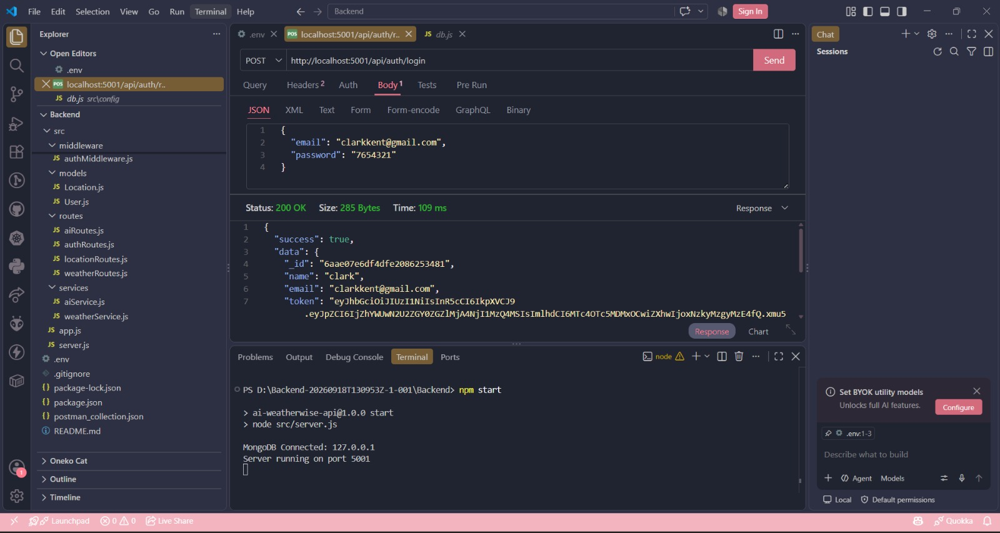 File Edit Selection View Go Run Terminal Help
Backend
Sign In
Explorer
Open Editors
.env
POS localhost:5001/api/auth/r..
JS db.js src\config
Backend
src
middleware
JS authMiddleware.js
models
JS Location.js
JS User.js
routes
JS aiRoutes.js
JS authRoutes.js
JS locationRoutes.js
JS weatherRoutes.js
services
JS aiService.js
JS weatherService.js
JS app.js
JS server.js
.env
.gitignore
{} package-lock.json
{} package.json
{} postman_collection.json
README.md
Oneko Cat
Outline
Timeline
1
.env
POS localhost:5001/api/auth/r..
JS db.js
POST http://localhost:5001/api/auth/login Send
Query Headers 2 Auth Body 1 Tests Pre Run
JSON XML Text Form Form-encode GraphQL Binary
1 {
2 "email": "clarkkent@gmail.com",
3 "password": "7654321"
4 }
Status: 200 OK Size: 285 Bytes Time: 109 ms Response
1 {
2 "success": true,
3 "data": {
4 "_id": "6aae07e6df4dfe2086253481",
5 "name": "clark",
6 "email": "clarkkent@gmail.com",
7 "token": "eyJhbGciOiJIUzI1NiIsInR5cCI6IkpXVCJ9
.eyJpZCI6IjZhYWUwN2U2ZGY0ZGZlMjA4NjI1MzQ4MSIsImlhdCI6MTc4OTc5MDMxOCwiZXhwIjoxNzkyMzgyMzE4fQ.xmu5
Response Chart
Problems Output Debug Console Terminal Ports
node
PS D:\Backend-20260918T130953Z-1-001\Backend> npm start
> ai-weatherwise-api@1.0.0 start
> node src/server.js
MongoDB Connected: 127.0.0.1
Server running on port 5001
Chat
Sessions
Set BYOK utility models
Unlocks full AI features.
Configure
.env:1-3
Describe what to build
Agent Models
Local Default permissions
Launchpad 0 0 Live Share
Quokka